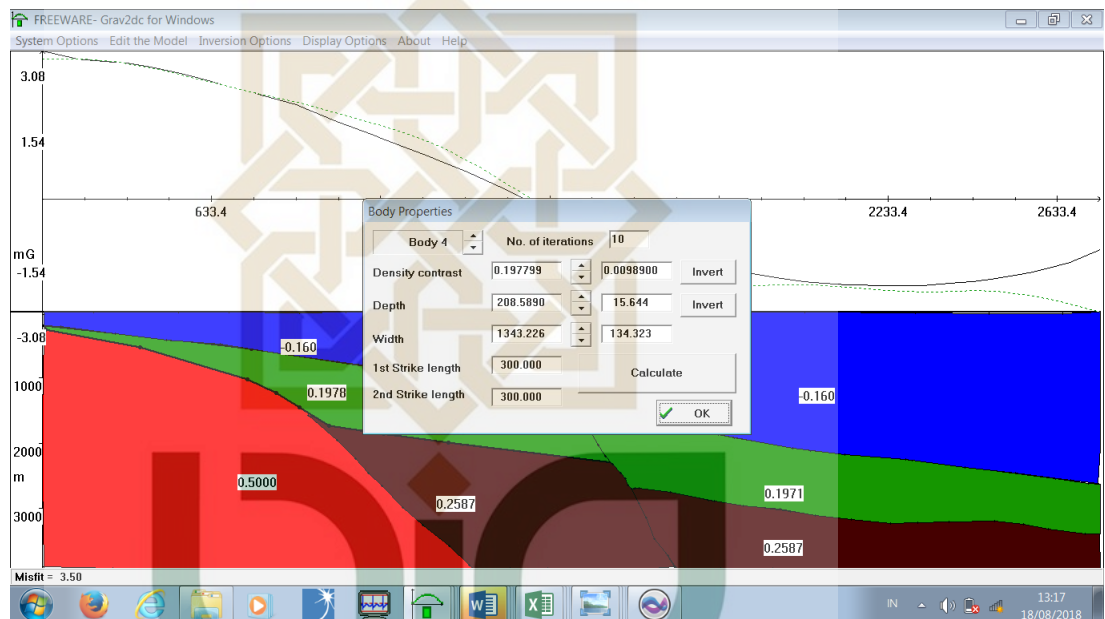 FREEWARE- Grav2dc for Windows
System Options Edit the Model Inversion Options Display Options About Help
3.08
1.54
633.4
2233.4
2633.4
mG
-1.54
-3.08
Body Properties
Body 4 No. of iterations 10
Density contrast 0.197799 0.0098900 Invert
Depth 208.5890 15.644 Invert
Width 1343.226 134.323
1st Strike length 300.000
Calculate
2nd Strike length 300.000
OK
-0.160
1000
0.1978
-0.160
2000
m
0.5000
0.1971
0.2587
3000
0.2587
Misfit = 3.50
IN
13:17
18/08/2018